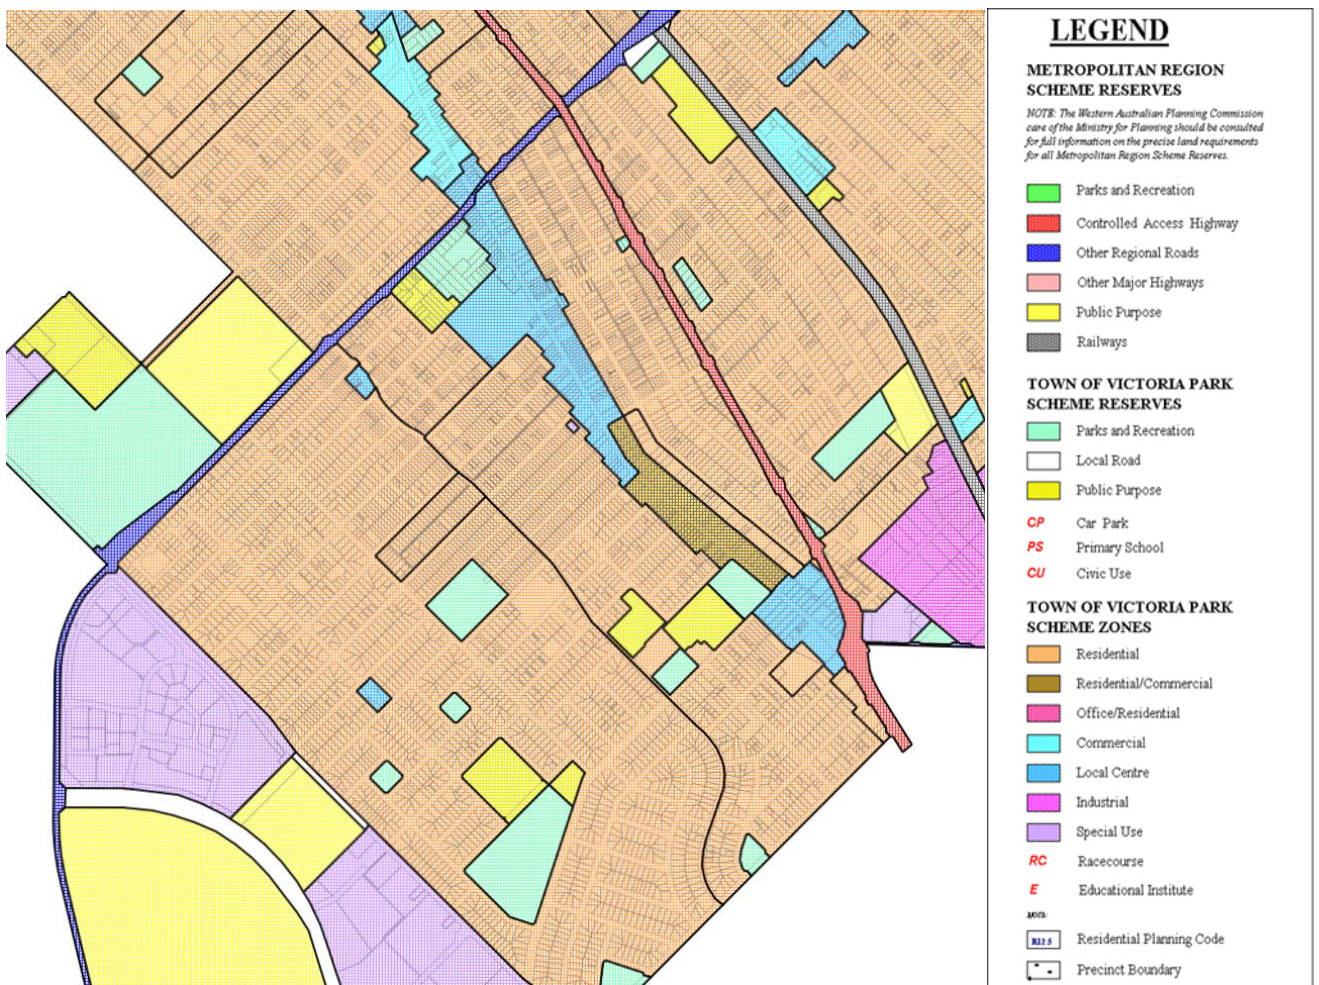 LEGEND
METROPOLITAN REGION
SCHEME RESERVES
NOTE: The Western Australian Planning Commission
care of the Ministry for Planning should be consulted
for full information on the precise land requirements
for all Metropolitan Region Scheme Reserves.
Parks and Recreation
Controlled Access Highway
Other Regional Roads
Other Major Highways
Public Purpose
Railways
TOWN OF VICTORIA PARK
SCHEME RESERVES
Parks and Recreation
Local Road
Public Purpose
CP Car Park
PS Primary School
CU Civic Use
TOWN OF VICTORIA PARK
SCHEME ZONES
Residential
Residential/Commercial
Office/Residential
Commercial
Local Centre
Industrial
Special Use
RC Racecourse
E Educational Institute
NOTE:
R12.5 Residential Planning Code
Precinct Boundary